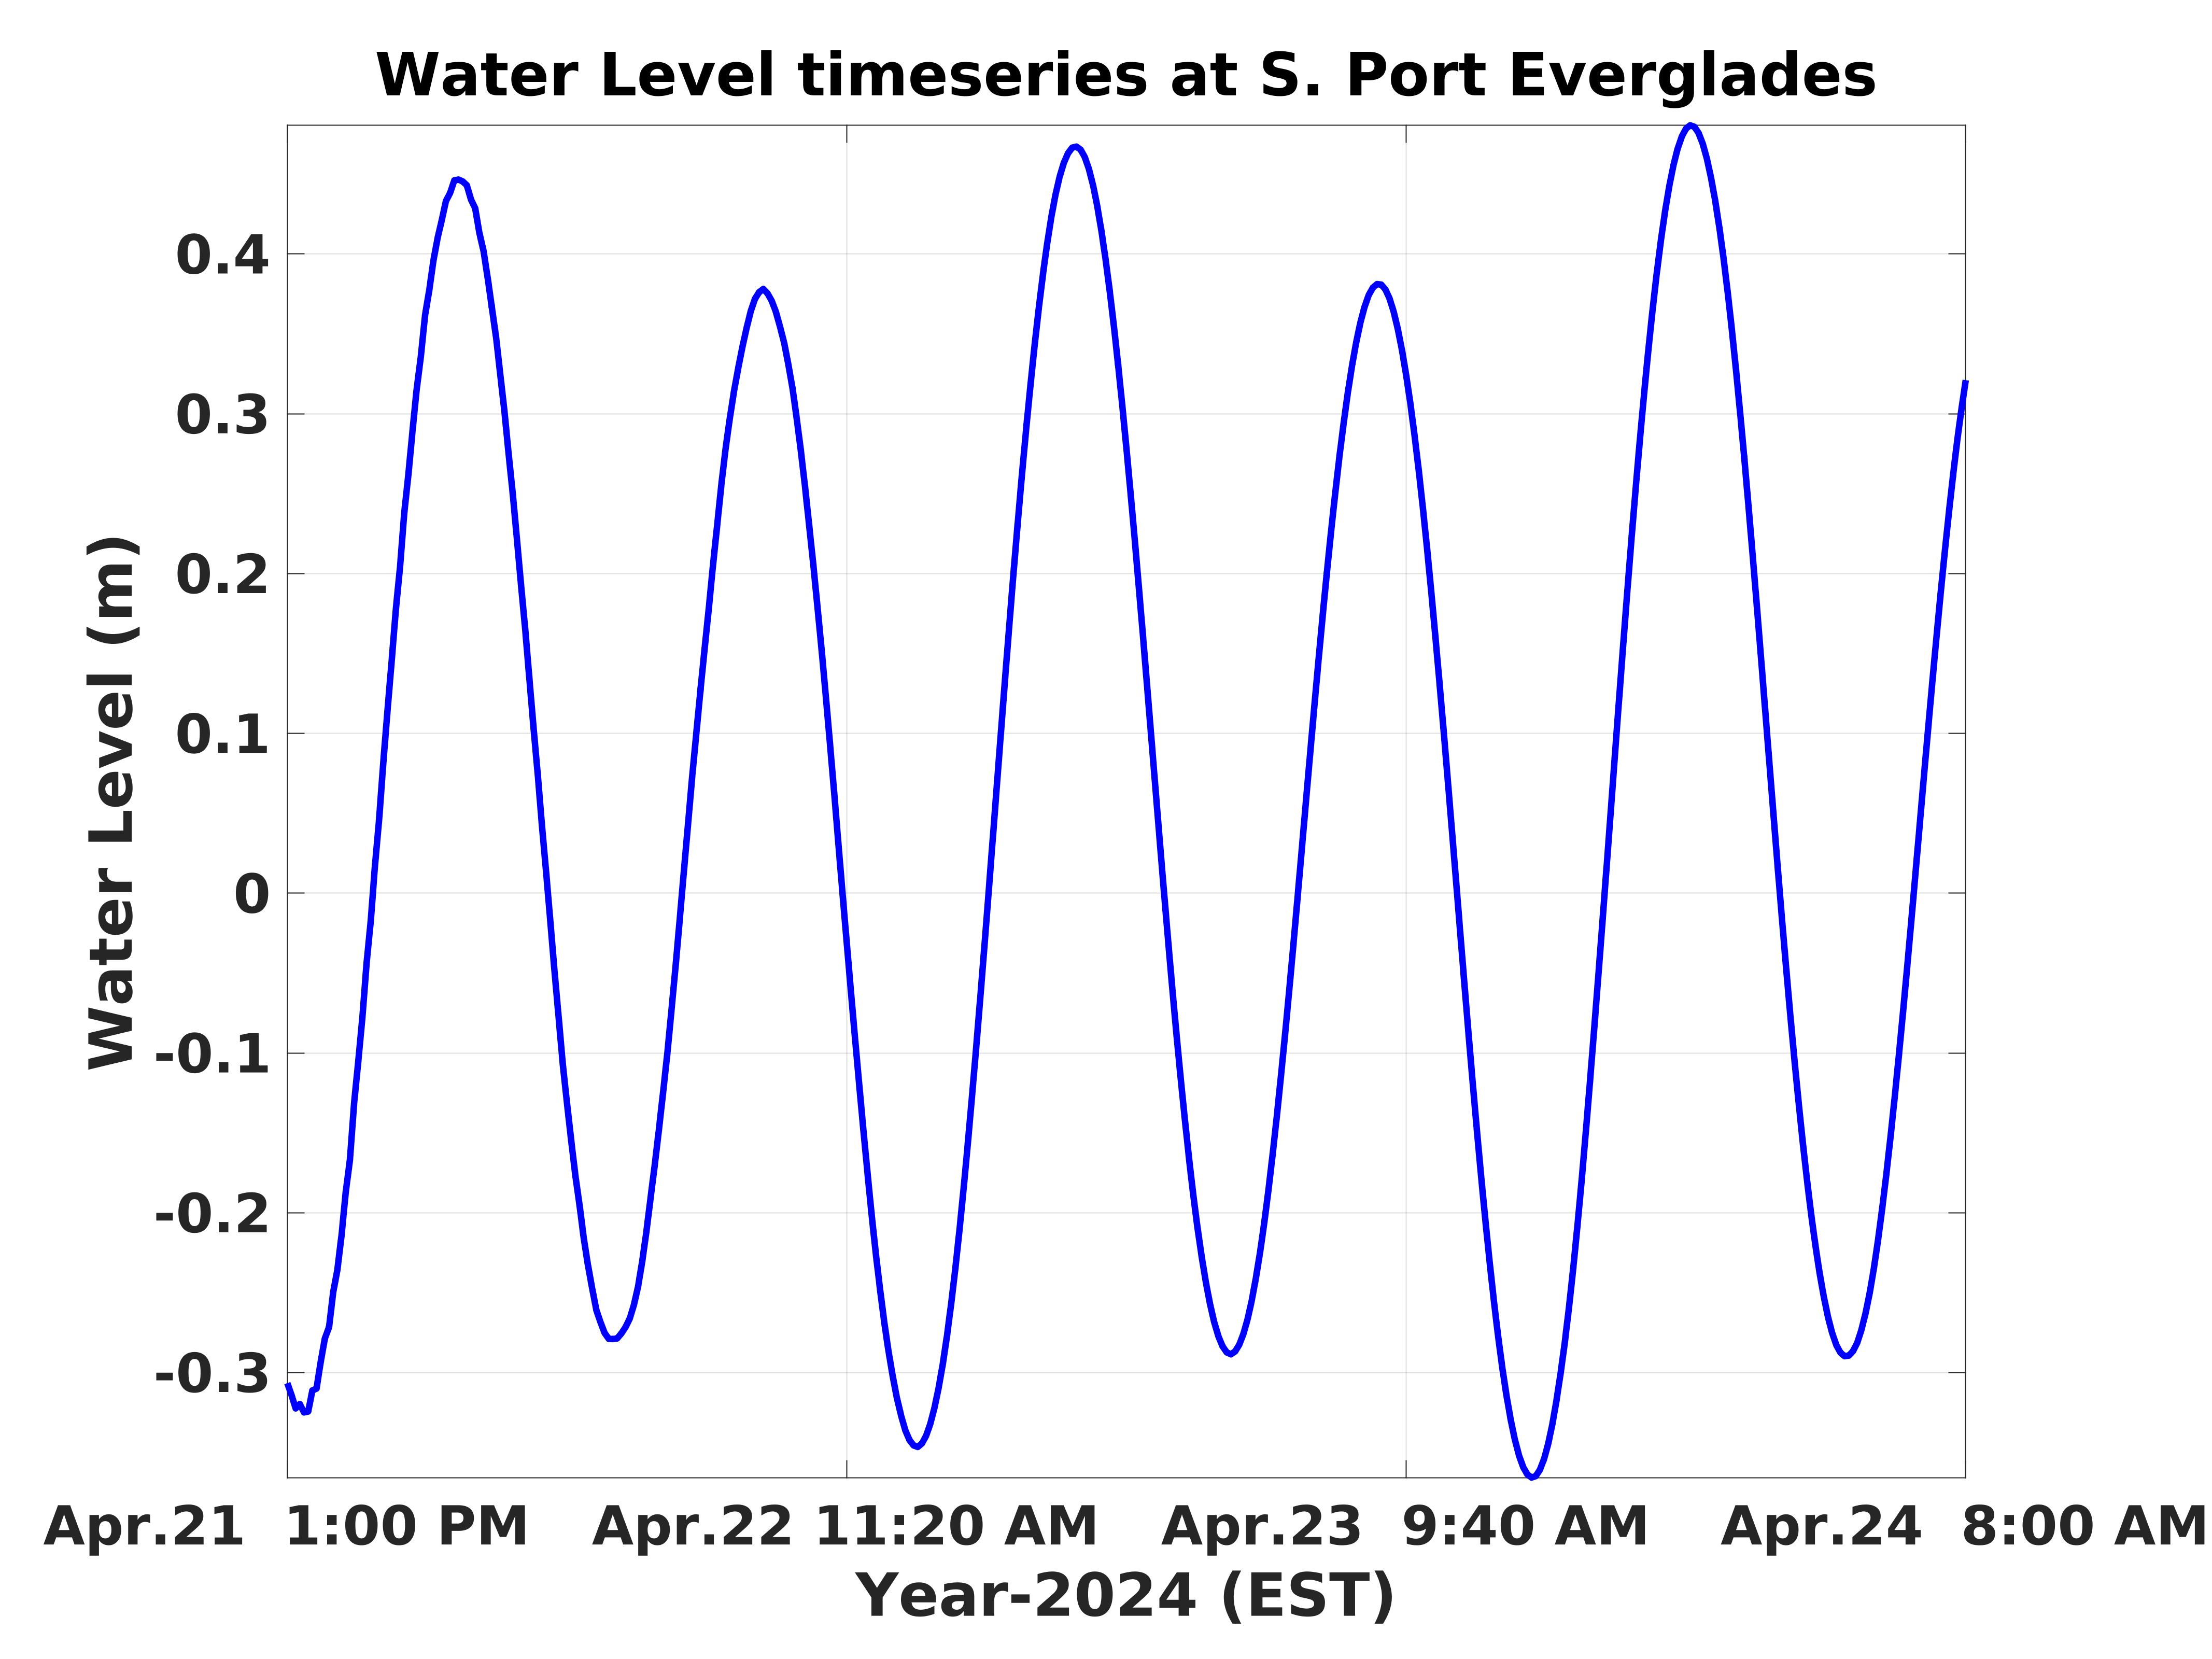 Water Level timeseries at S. Port Everglades
Water Level (m)
0.4
0.3
0.2
0.1
0
-0.1
-0.2
-0.3
Apr.21 1:00 PM Apr.22 11:20 AM Apr.23 9:40 AM Apr.24 8:00 AM
Year-2024 (EST)